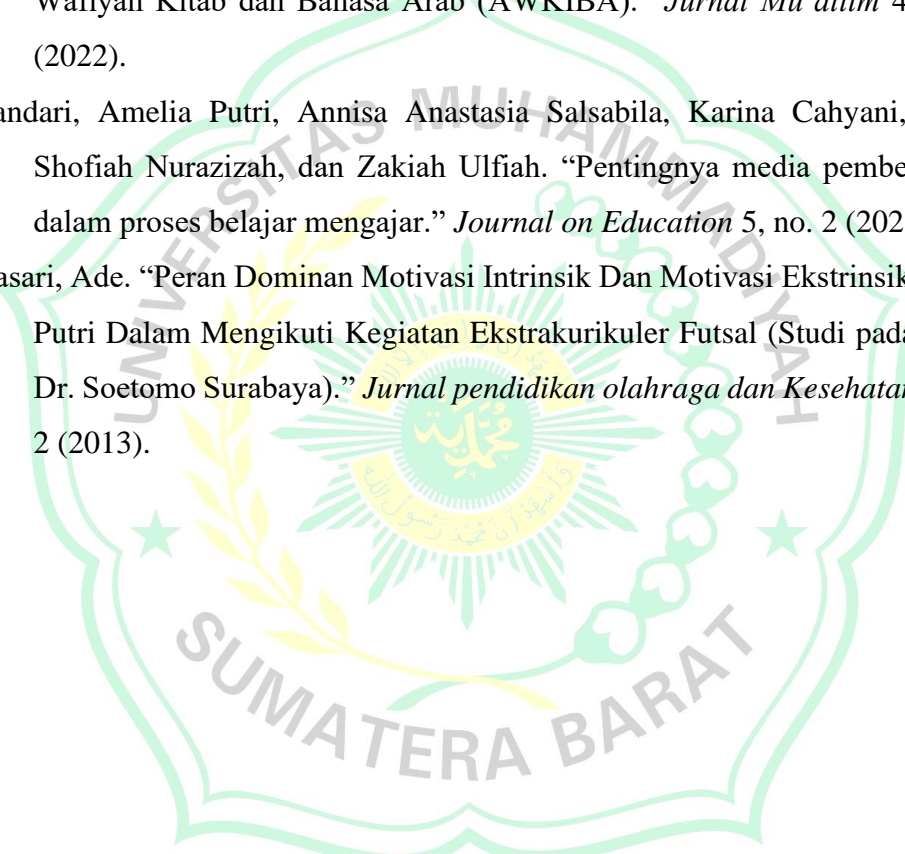 Wafiyah Kitab dan Bahasa Arab (AWKIBA).” Jurnal Mu’allim 4
(2022).
andari, Amelia Putri, Annisa Anastasia Salsabila, Karina Cahyani,
Shofiah Nurazizah, dan Zakiah Ulfiah. “Pentingnya media pembe
dalam proses belajar mengajar.” Journal on Education 5, no. 2 (202
asari, Ade. “Peran Dominan Motivasi Intrinsik Dan Motivasi Ekstrinsik
Putri Dalam Mengikuti Kegiatan Ekstrakurikuler Futsal (Studi pada
Dr. Soetomo Surabaya).” Jurnal pendidikan olahraga dan Kesehatan
2 (2013).
UNIVERSITAS MUHAMMADIYAH
SUMATERA BARAT